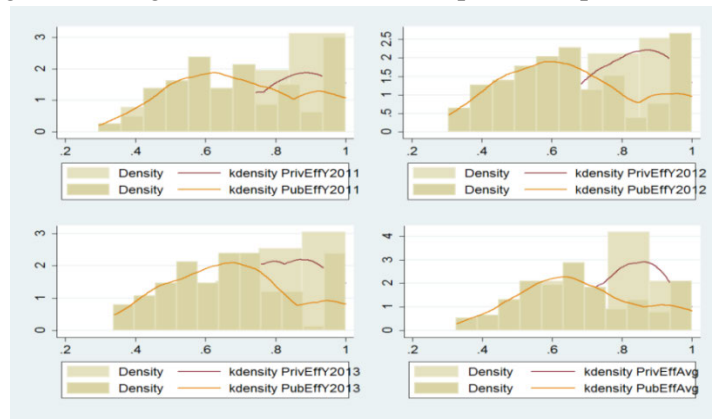 3
2
1
0
.2 .4 .6 .8 1
Density kdensity PrivEffY2011
Density kdensity PubEffY2011
2.5
2
1.5
1
.5
0
.2 .4 .6 .8 1
Density kdensity PrivEffY2012
Density kdensity PubEffY2012
3
2
1
0
.2 .4 .6 .8 1
Density kdensity PrivEffY2013
Density kdensity PubEffY2013
4
3
2
1
0
.2 .4 .6 .8 1
Density kdensity PrivEffAvg
Density kdensity PubEffAvg